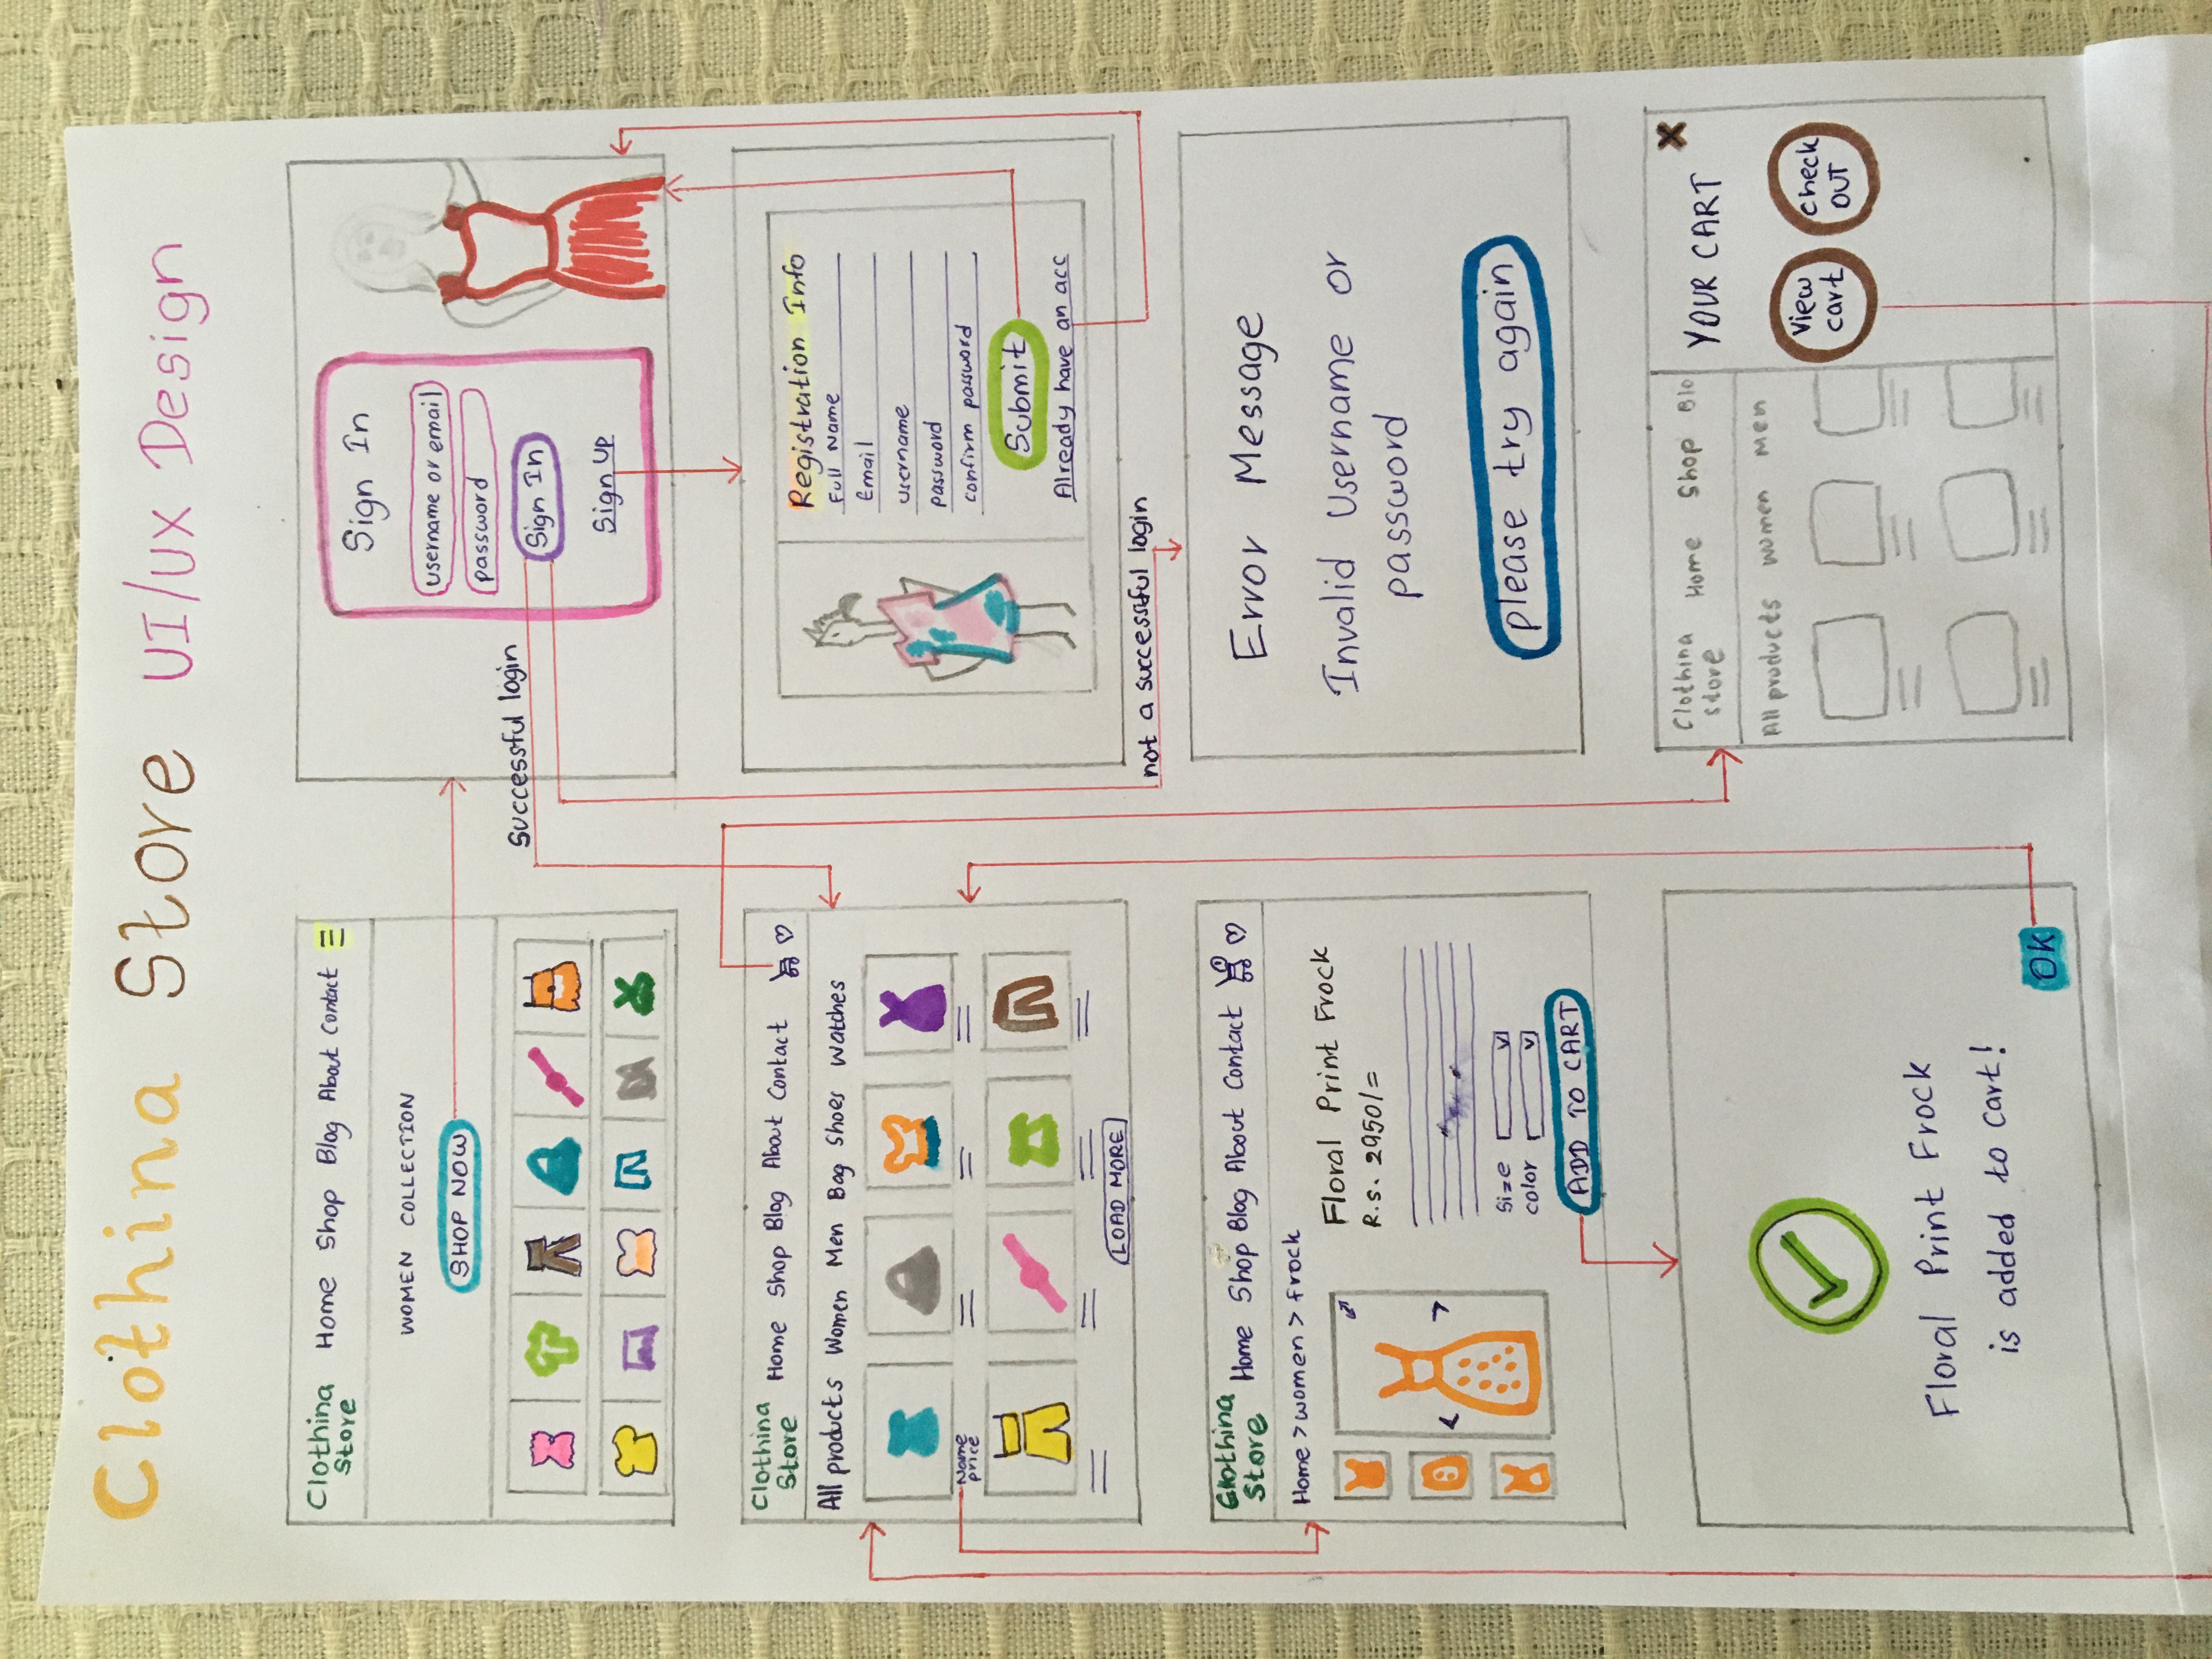 Clothina Store UI/UX Design
Clothina
Store
Home Shop Blog About Contact
WOMEN COLLECTION
SHOP NOW
Sign In
username or email
password
Sign In
Sign Up
Successful login
Clothina
Store
Home Shop Blog About Contact
All products Women Men Bag Shoes Watches
Name
price
LOAD MORE
Registration Info
Full Name
Email
username
password
confirm password
Submit
Already have an acc
not a successful login
Clothina
Store
Home Shop Blog About Contact
Home > women > frock
Floral Print Frock
R.s. 2950/=
Size
color
ADD TO CART
Error Message
Invalid Username or
password
please try again
Floral Print Frock
is added to cart!
OK
Clothina
Store
Home Shop Blo
All products Women Men
YOUR CART
X
View
cart
Check
OUT